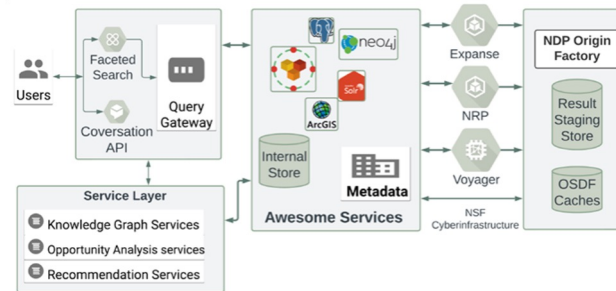 Users
Faceted
Search
Coversation
API
Query
Gateway
Service Layer
Knowledge Graph Services
Opportunity Analysis services
Recommendation Services
neo4j
Solr
ArcGIS
Internal
Store
Metadata
Awesome Services
Expanse
NRP
Voyager
NSF
Cyberinfrastructure
NDP Origin
Factory
Result
Staging
Store
OSDF
Caches